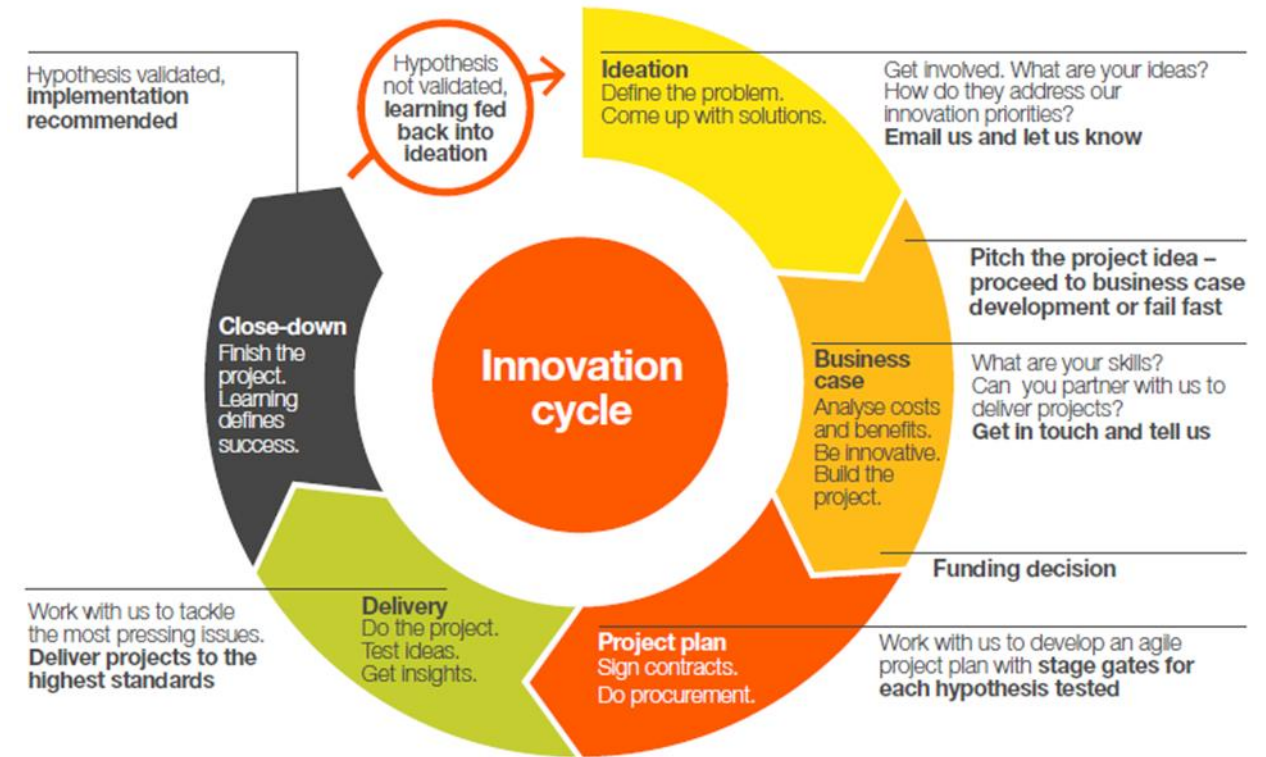 Hypothesis validated,
implementation
recommended
Hypothesis
not validated,
learning fed
back into
ideation
Ideation
Define the problem.
Come up with solutions.
Get involved. What are your ideas?
How do they address our
innovation priorities?
Email us and let us know
Pitch the project idea –
proceed to business case
development or fail fast
Business
case
Analyse costs
and benefits.
Be innovative.
Build the
project.
What are your skills?
Can you partner with us to
deliver projects?
Get in touch and tell us
Funding decision
Project plan
Sign contracts.
Do procurement.
Work with us to develop an agile
project plan with stage gates for
each hypothesis tested
Delivery
Do the project.
Test ideas.
Get insights.
Work with us to tackle
the most pressing issues.
Deliver projects to the
highest standards
Close-down
Finish the
project.
Learning
defines
success.
Innovation
cycle